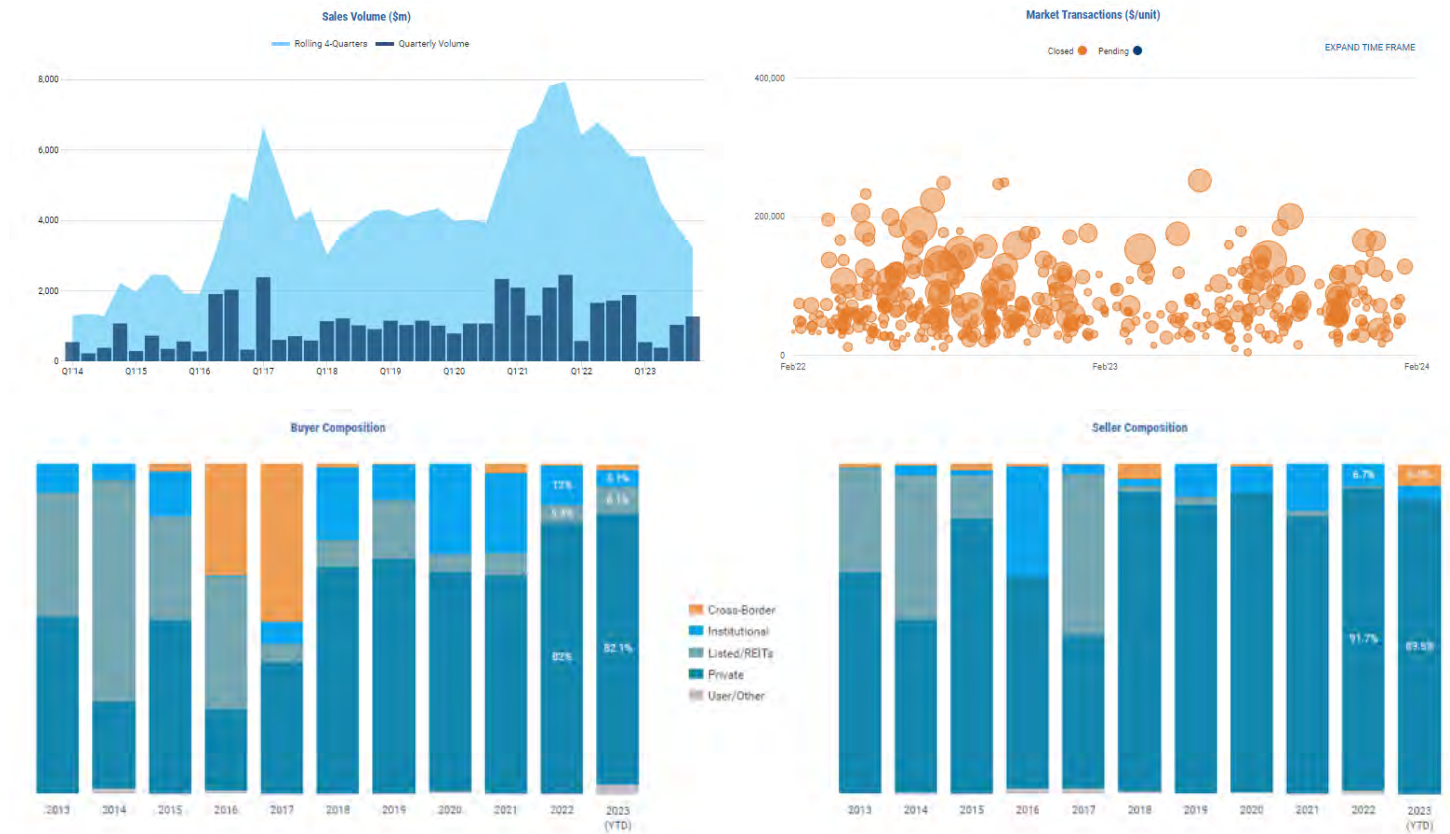 Sales Volume ($m)
Rolling 4-Quarters Quarterly Volume
8,000
6,000
4,000
2,000
0
Q1'14 Q1'15 Q1'16 Q1'17 Q1'18 Q1'19 Q1'20 Q1'21 Q1'22 Q1'23
Market Transactions ($/unit)
Closed Pending
EXPAND TIME FRAME
400,000
200,000
0
Feb'22 Feb'23 Feb'24
Buyer Composition
12%
82%
82.1%
2013 2014 2015 2016 2017 2018 2019 2020 2021 2022 2023
(YTD)
Cross-Border
Institutional
Listed/REITs
Private
User/Other
Seller Composition
6.7%
91.7%
89.5%
2013 2014 2015 2016 2017 2018 2019 2020 2021 2022 2023
(YTD)